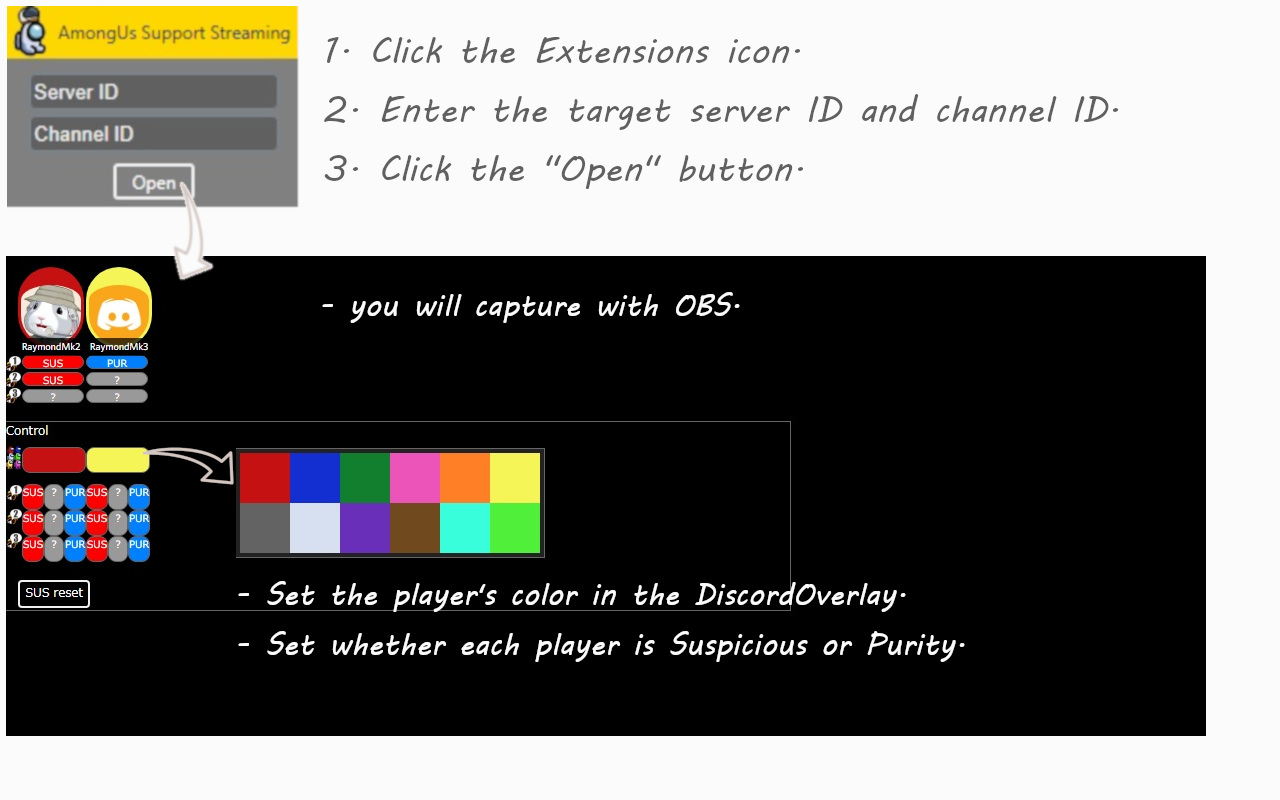 AmongUs Support Streaming
Server ID
Channel ID
Open
1. Click the Extensions icon.
2. Enter the target server ID and channel ID.
3. Click the "Open" button.
- you will capture with OBS.
RaymondMk2 RaymondMk3
1 SUS PUR
2 SUS ?
3 ? ?
Control
1 SUS ? PUR SUS ? PUR
2 SUS ? PUR SUS ? PUR
3 SUS ? PUR SUS ? PUR
SUS reset
- Set the player's color in the DiscordOverlay.
- Set whether each player is Suspicious or Purity.